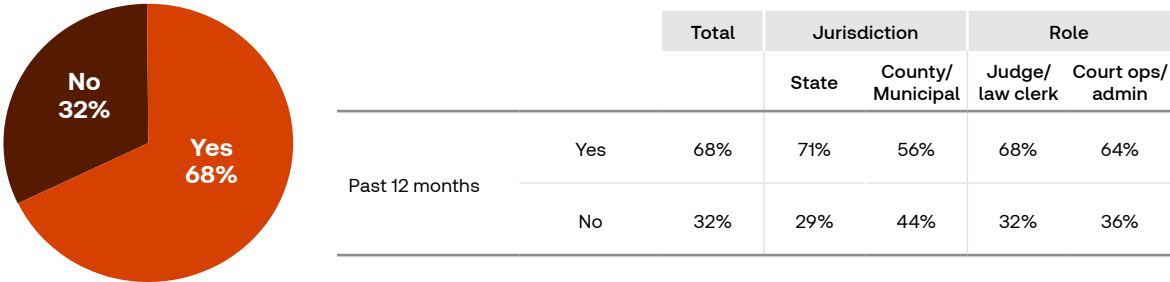 No
32%
Yes
68%
Total Jurisdiction Role
State County/ Municipal Judge/ law clerk Court ops/ admin
Past 12 months
Yes 68% 71% 56% 68% 64%
No 32% 29% 44% 32% 36%